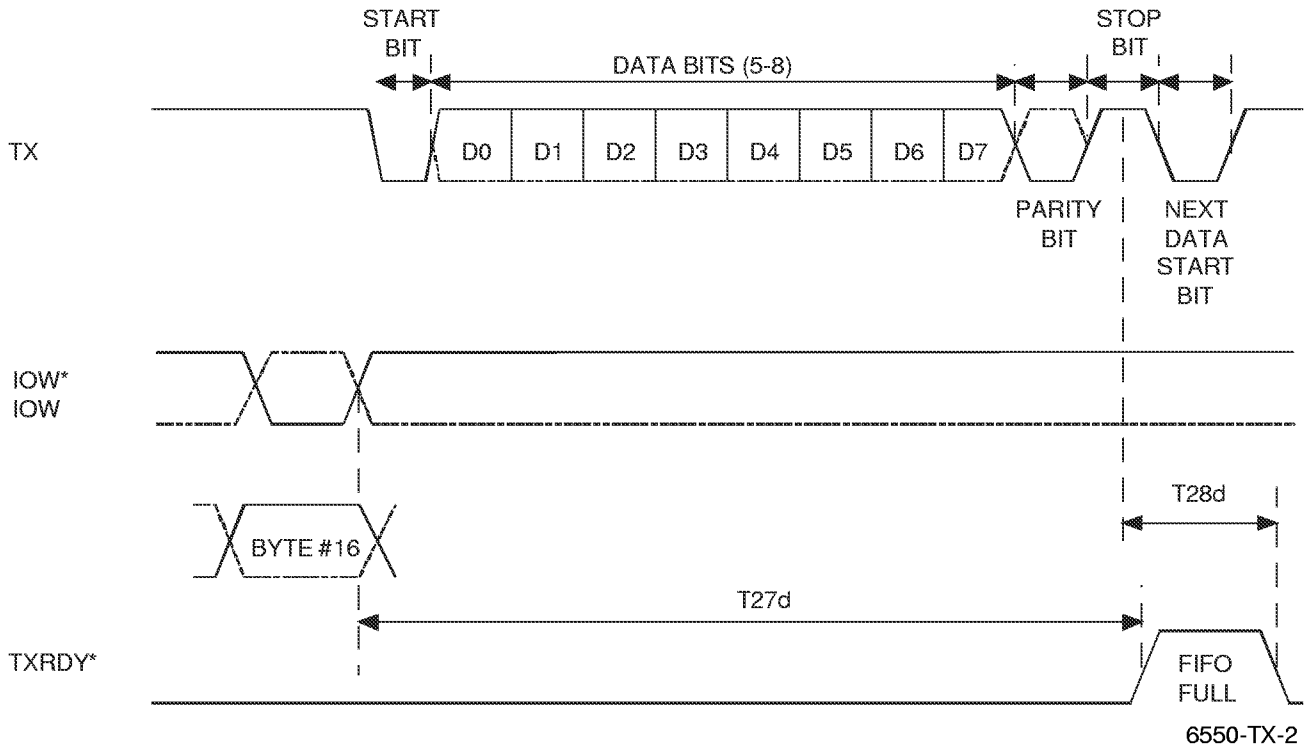 START
BIT
DATA BITS (5-8)
STOP
BIT
TX
D0 D1 D2 D3 D4 D5 D6 D7
PARITY
BIT
NEXT
DATA
START
BIT
IOW*
IOW
BYTE #16
T28d
T27d
TXRDY*
FIFO
FULL
6550-TX-2